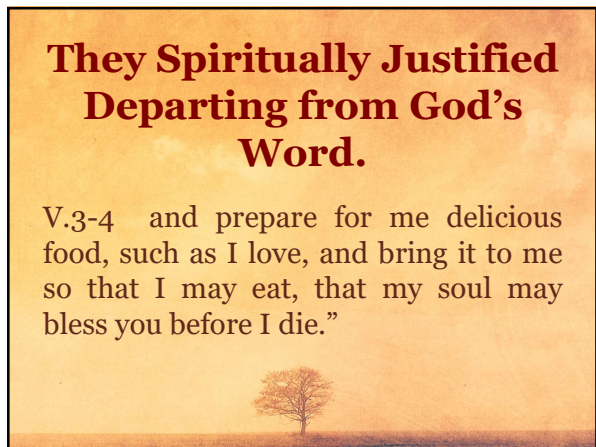 They Spiritually Justified
Departing from God’s
Word.
V.3-4 and prepare for me delicious
food, such as I love, and bring it to me
so that I may eat, that my soul may
bless you before I die.”